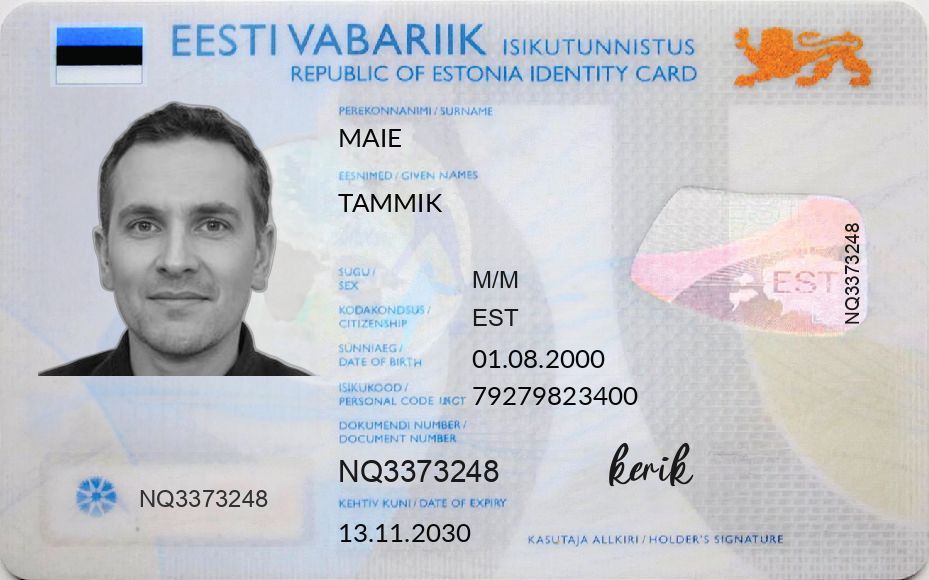 EESTI VABARIIK ISIKUTUNNISTUS
REPUBLIC OF ESTONIA IDENTITY CARD
PEREKONNANIMI / SURNAME
MAIE
EESNIMED / GIVEN NAMES
TAMMIK
SUGU /
SEX
M/M
KODAKONDSUS /
CITIZENSHIP
EST
SÜNNIAEG /
DATE OF BIRTH
01.08.2000
ISIKUKOOD /
PERSONAL CODE
79279823400
DOKUMENDI NUMBER /
DOCUMENT NUMBER
NQ3373248
KEHTIV KUNI / DATE OF EXPIRY
13.11.2030
NQ3373248
EST
NQ3373248
kerik
KASUTAJA ALLKIRI / HOLDER'S SIGNATURE